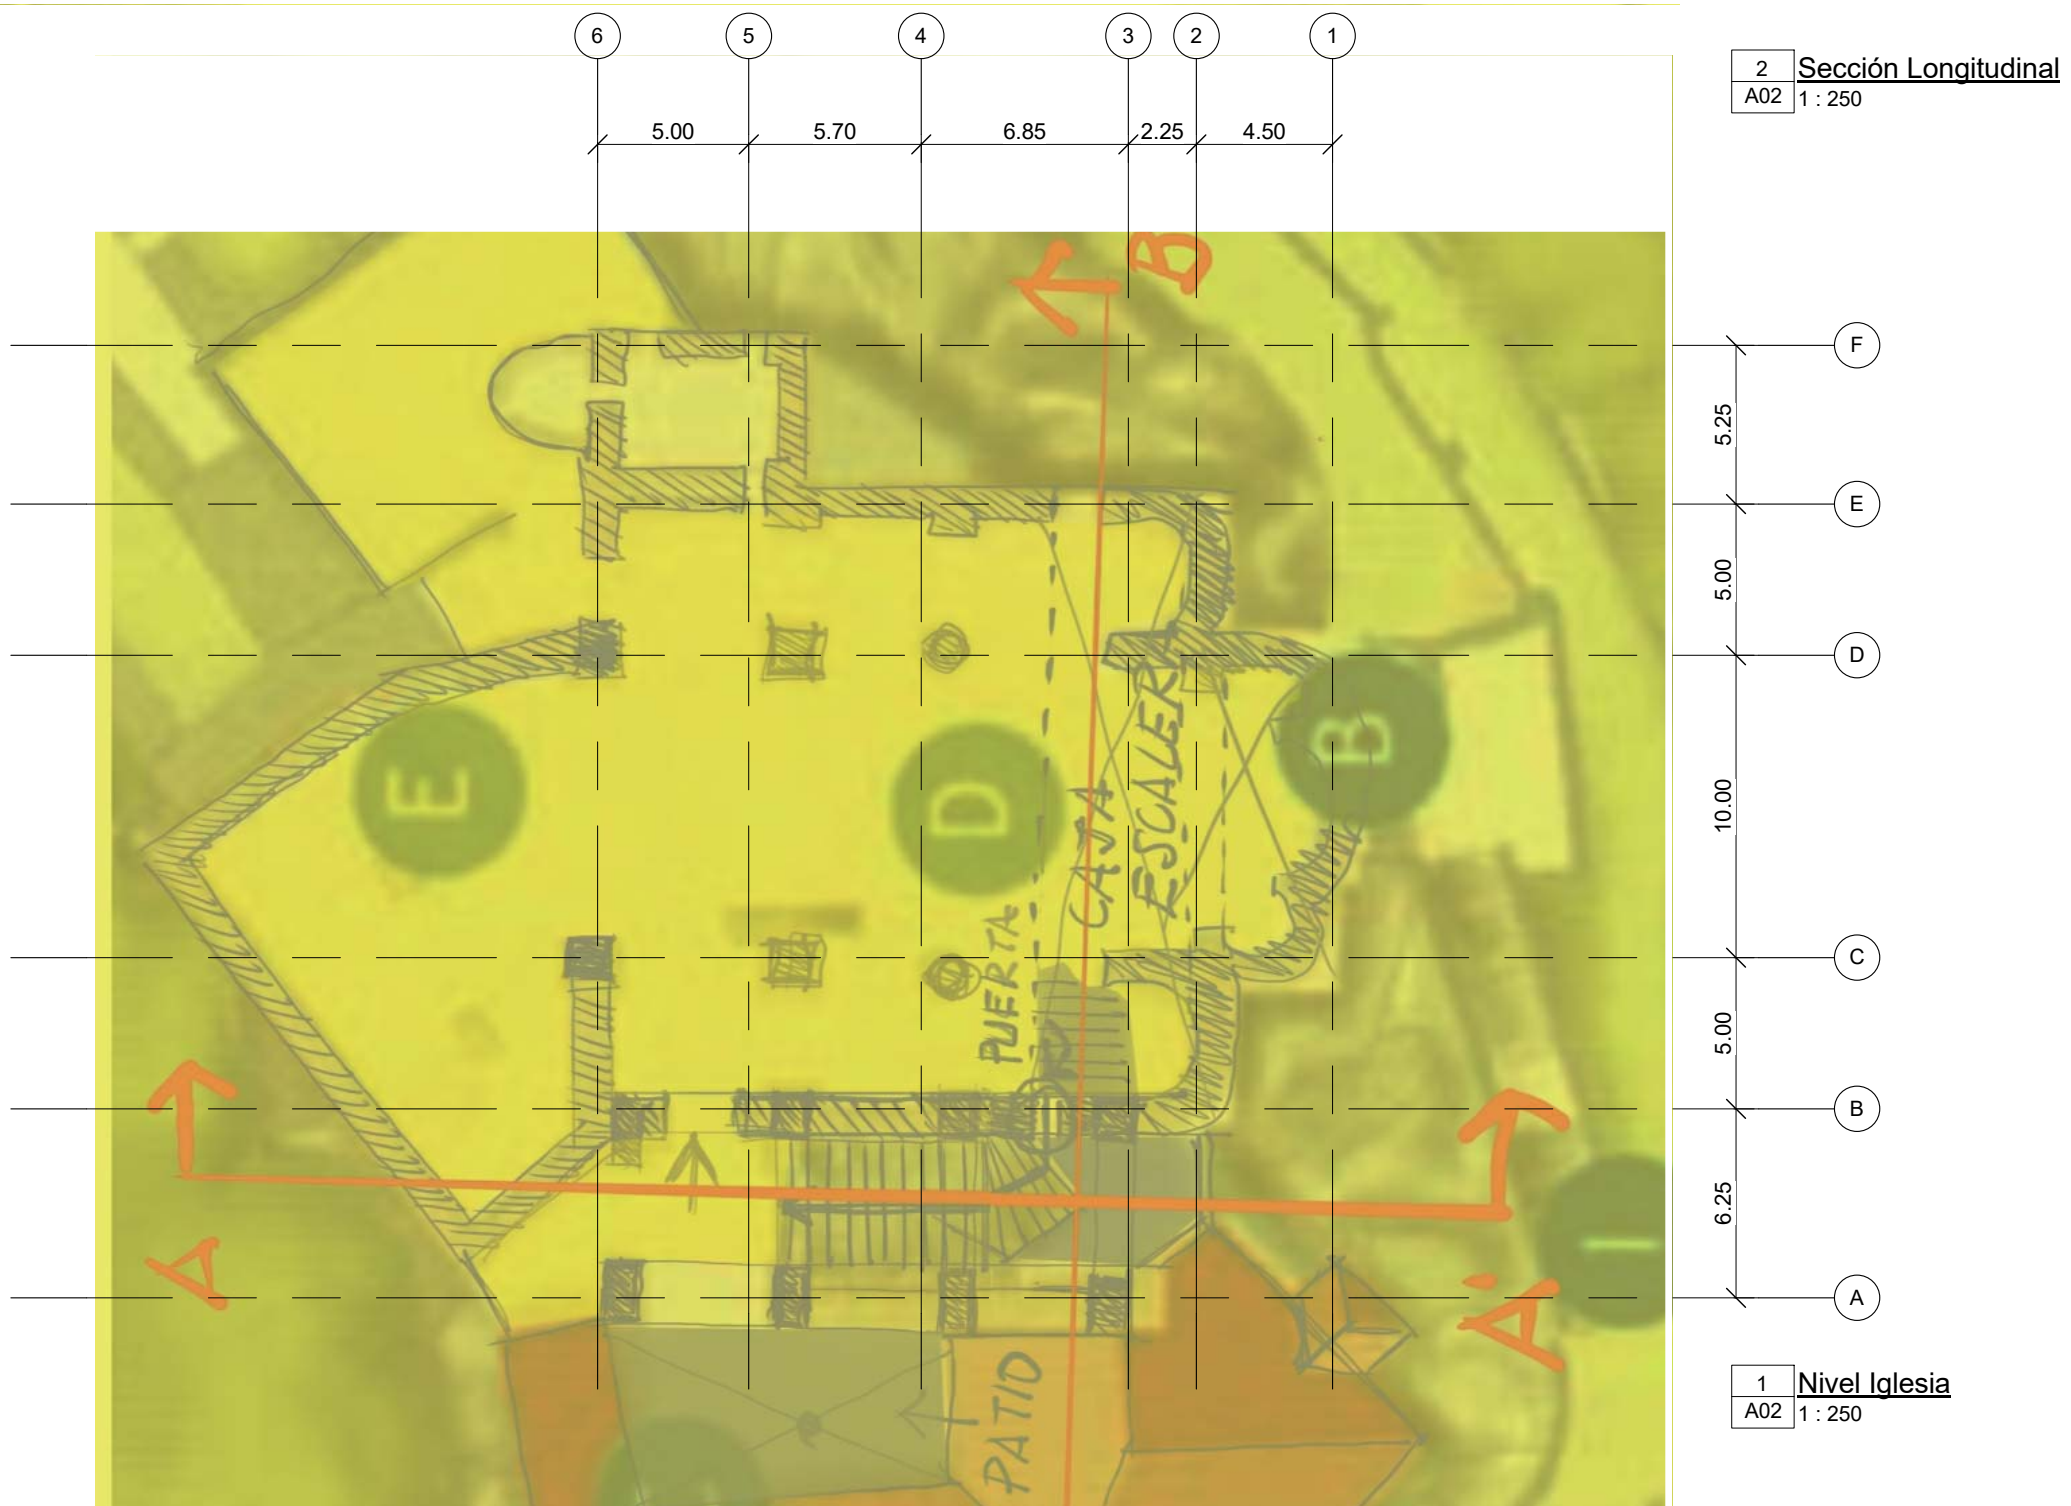 6 5 4 3 2 1
2 Sección Longitudinal
A02 1 : 250
5.00 5.70 6.85 2.25 4.50
B
F
5.25
E
5.00
D
B
E
D
10.00
CAJA
ESCALERA
PUERTA
C
5.00
B
6.25
A
A'
I
A
PATIO
1 Nivel Iglesia
A02 1 : 250